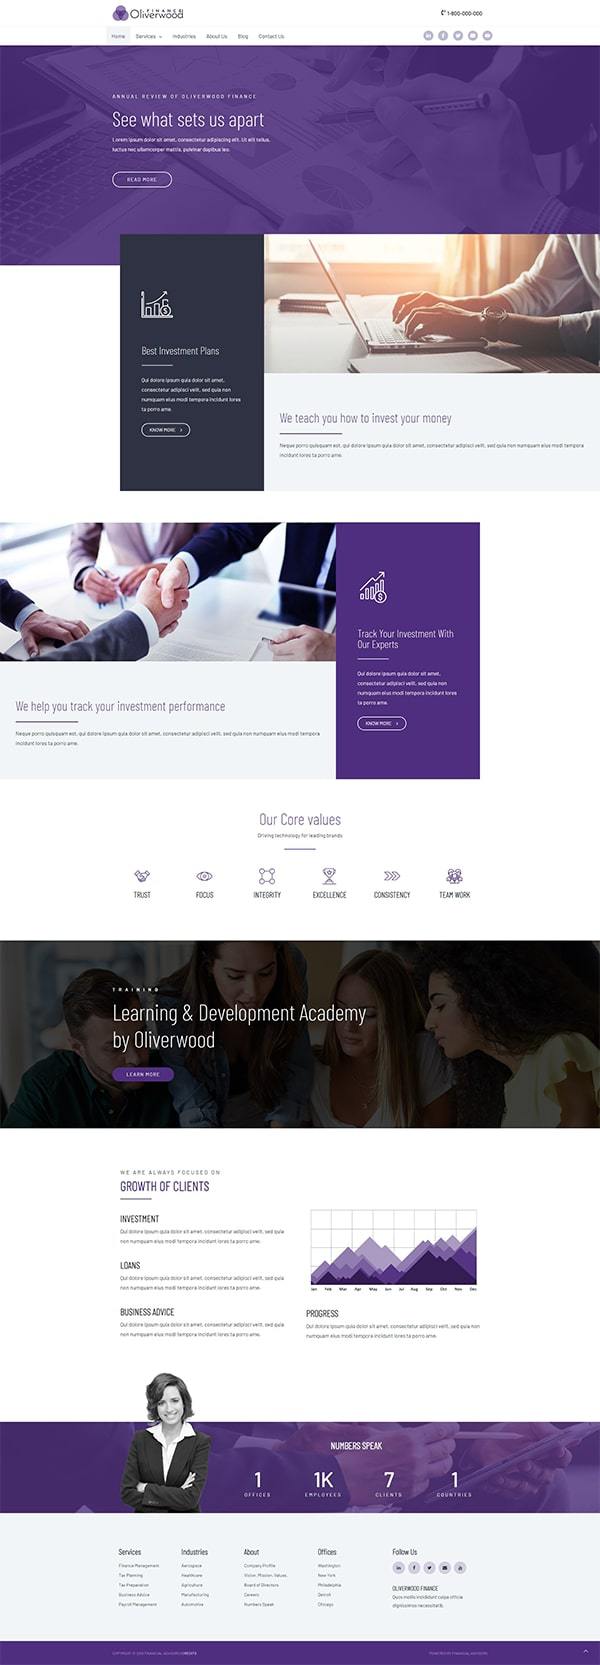 FINANCE
Oliverwood
1-800-000-000
Home Services Industries About Us Blog Contact Us
ANNUAL REVIEW OF OLIVERWOOD FINANCE
See what sets us apart
Lorem ipsum dolor sit amet, consectetur adipiscing elit. Ut elit tellus,
luctus nec ullamcorper mattis, pulvinar dapibus leo.
READ MORE
Best Investment Plans
Qui dolore ipsum quia dolor sit amet,
consectetur adipisci velit, sed quia non
numquam eius modi tempora incidunt lores
ta porro ame.
KNOW MORE >
We teach you how to invest your money
Neque porro quisquam est, qui dolore ipsum quia dolor sit amet, consectetur adipisci velit, sed quia non numquam eius modi tempora
incidunt lores ta porro ame.
Track Your Investment With
Our Experts
Qui dolore ipsum quia dolor sit amet,
consectetur adipisci velit, sed quia non
numquam eius modi tempora incidunt lores
ta porro ame.
KNOW MORE >
We help you track your investment performance
Neque porro quisquam est, qui dolore ipsum quia dolor sit amet, consectetur adipisci velit, sed quia non numquam eius modi tempora
incidunt lores ta porro ame.
Our Core values
Driving technology for leading brands
TRUST FOCUS INTEGRITY EXCELLENCE CONSISTENCY TEAM WORK
TRAINING
Learning & Development Academy
by Oliverwood
LEARN MORE
WE ARE ALWAYS FOCUSED ON
GROWTH OF CLIENTS
INVESTMENT
Qui dolore ipsum quia dolor sit amet, consectetur adipisci velit, sed quia
non numquam eius modi tempora incidunt lores ta porro ame.
LOANS
Qui dolore ipsum quia dolor sit amet, consectetur adipisci velit, sed quia
non numquam eius modi tempora incidunt lores ta porro ame.
BUSINESS ADVICE
Qui dolore ipsum quia dolor sit amet, consectetur adipisci velit, sed quia
non numquam eius modi tempora incidunt lores ta porro ame.
Jan Feb Mar Apr May Jun Jul Aug Sep Oct Nov Dec
PROGRESS
Qui dolore ipsum quia dolor sit amet, consectetur adipisci velit, sed quia
non numquam eius modi tempora incidunt lores ta porro ame.
NUMBERS SPEAK
1 1K 7 1
OFFICES EMPLOYEES CLIENTS COUNTRIES
Services
Finance Management
Tax Planning
Tax Preparation
Business Advice
Payroll Management
Industries
Aerospace
Healthcare
Agriculture
Manufacturing
Automotive
About
Company Profile
Vision, Mission, Values.
Board of Directors
Careers
Numbers Speak
Offices
Washington
New York
Philadelphia
Detroit
Chicago
Follow Us
OLIVERWOOD FINANCE
Quos mollis incididunt culpa officia
dignissimos necessitatib.
POWERED BY FINANCIAL ADVISORS